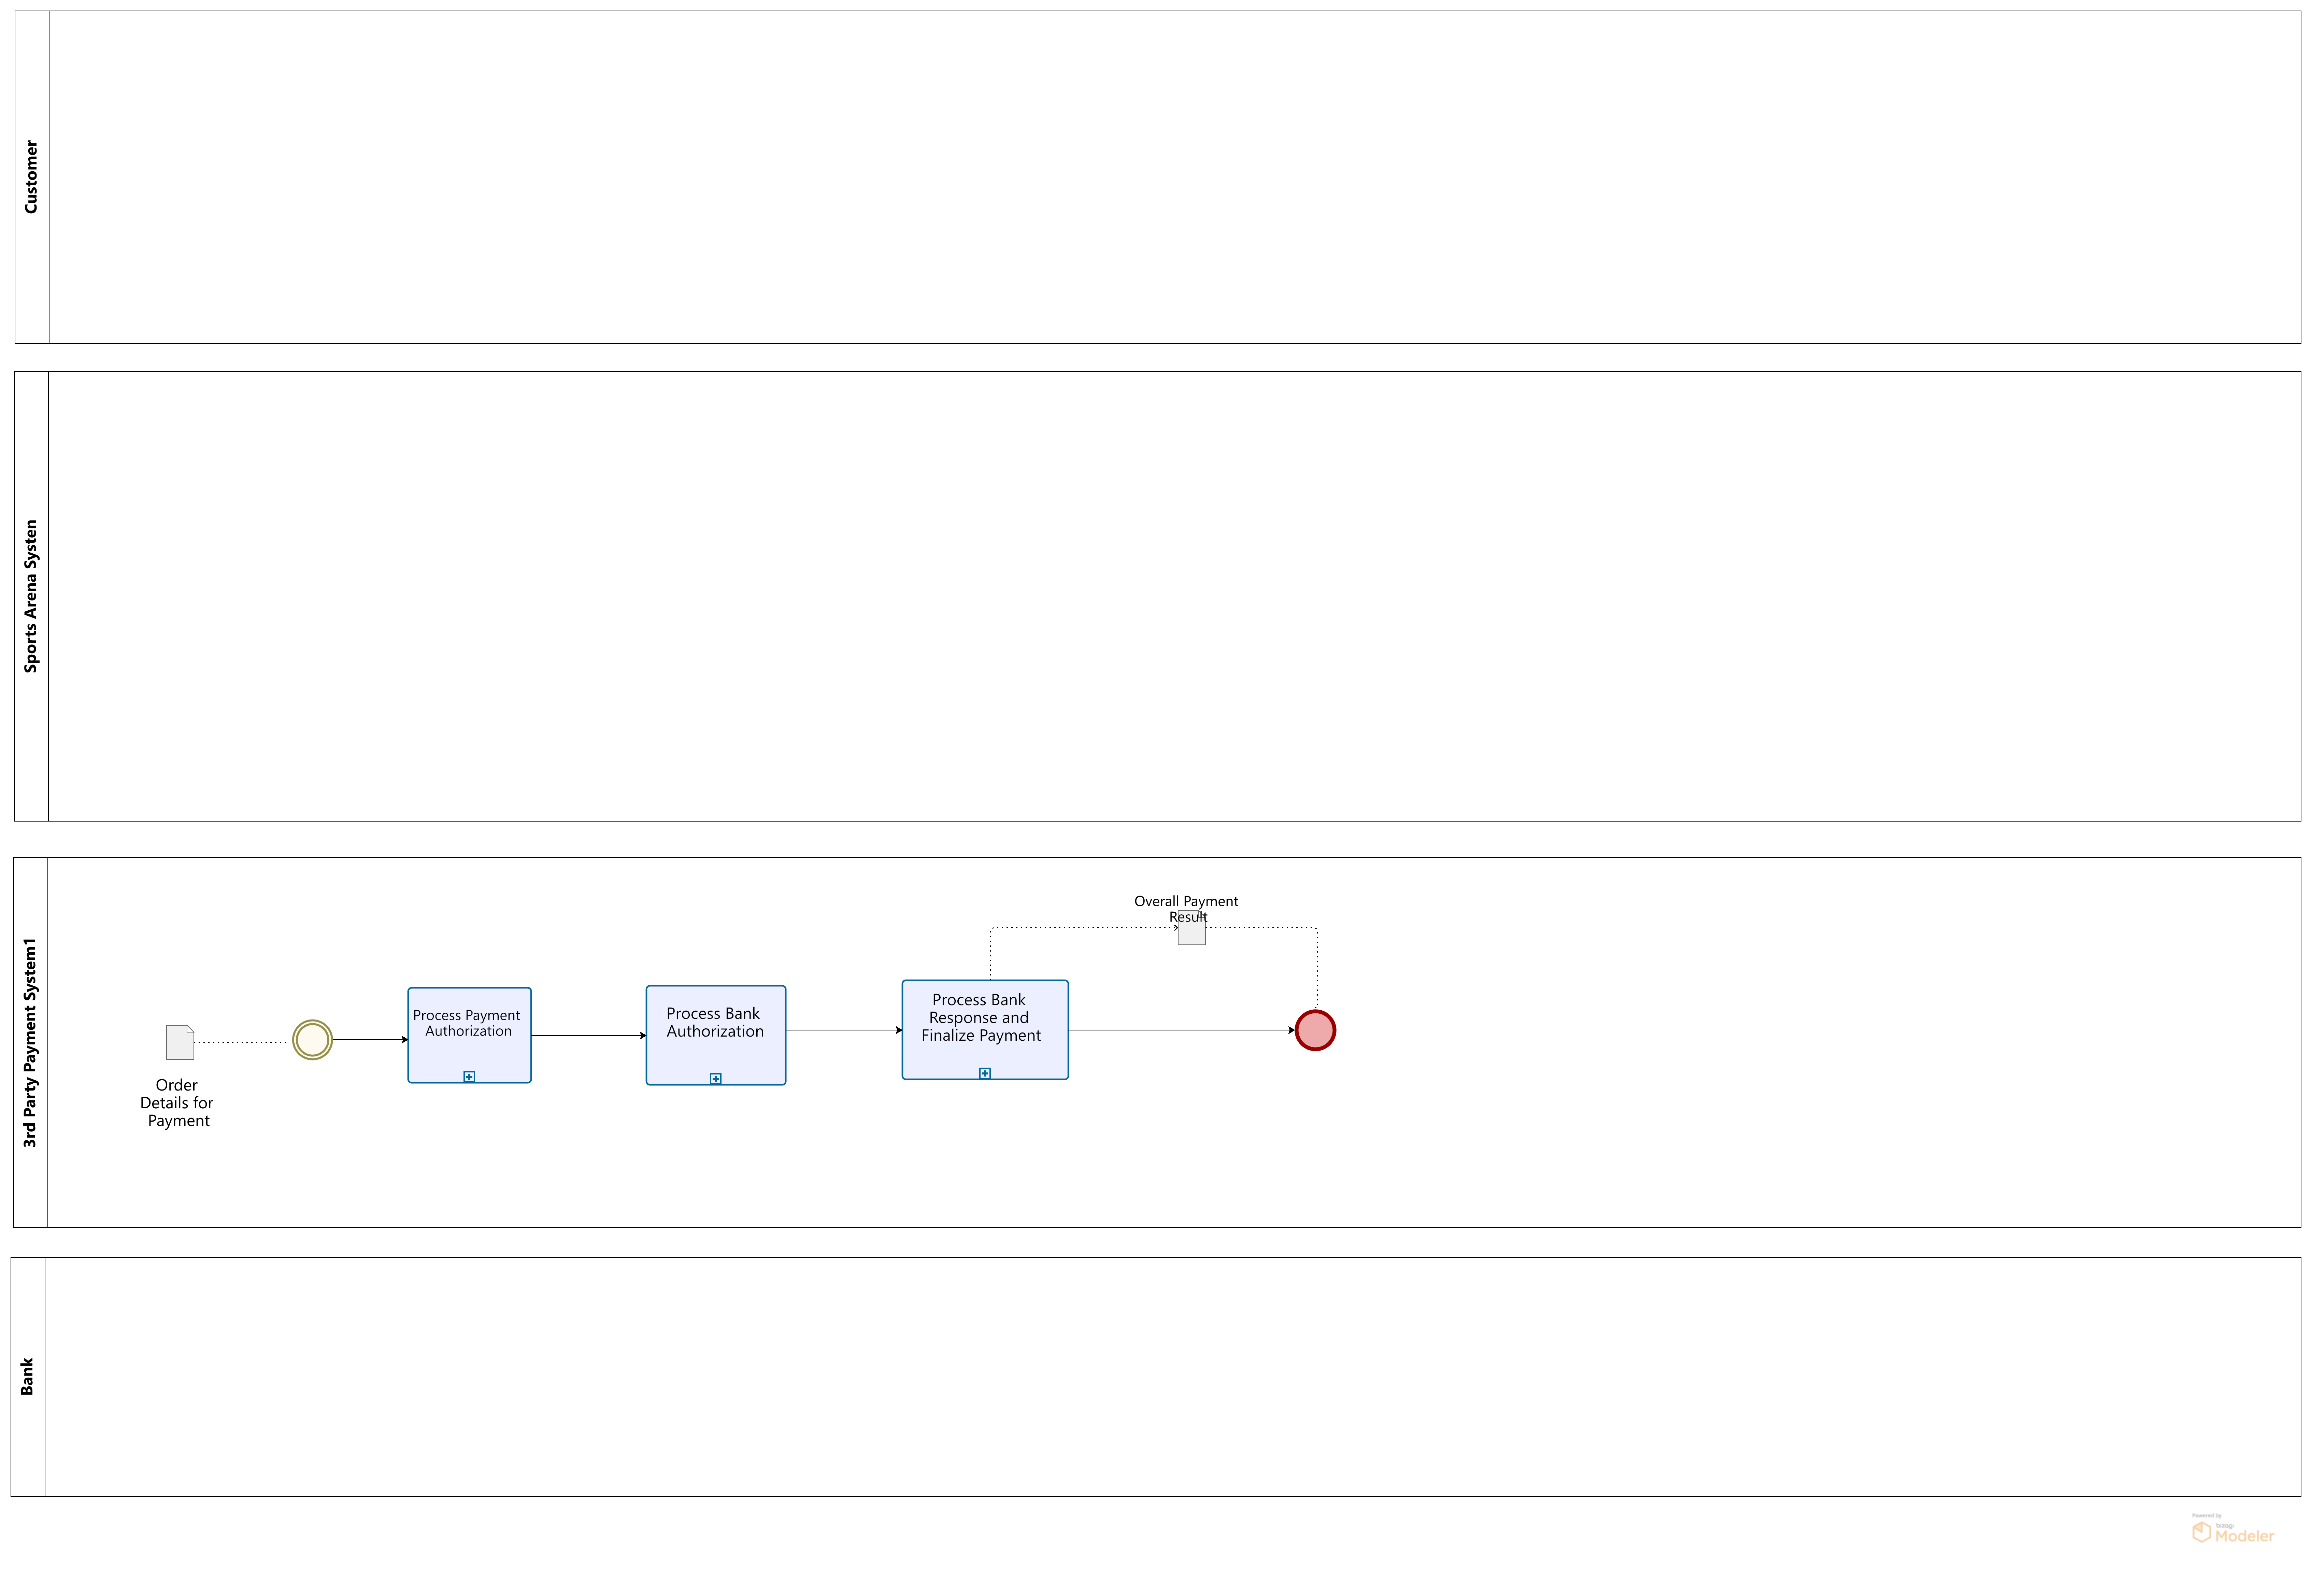 Customer
Sports Arena Systen
3rd Party Payment System1
Overall Payment
Result
Process Payment
Authorization
Process Bank
Authorization
Process Bank
Response and
Finalize Payment
Order
Details for
Payment
Bank
Powered by
bizagi
Modeler